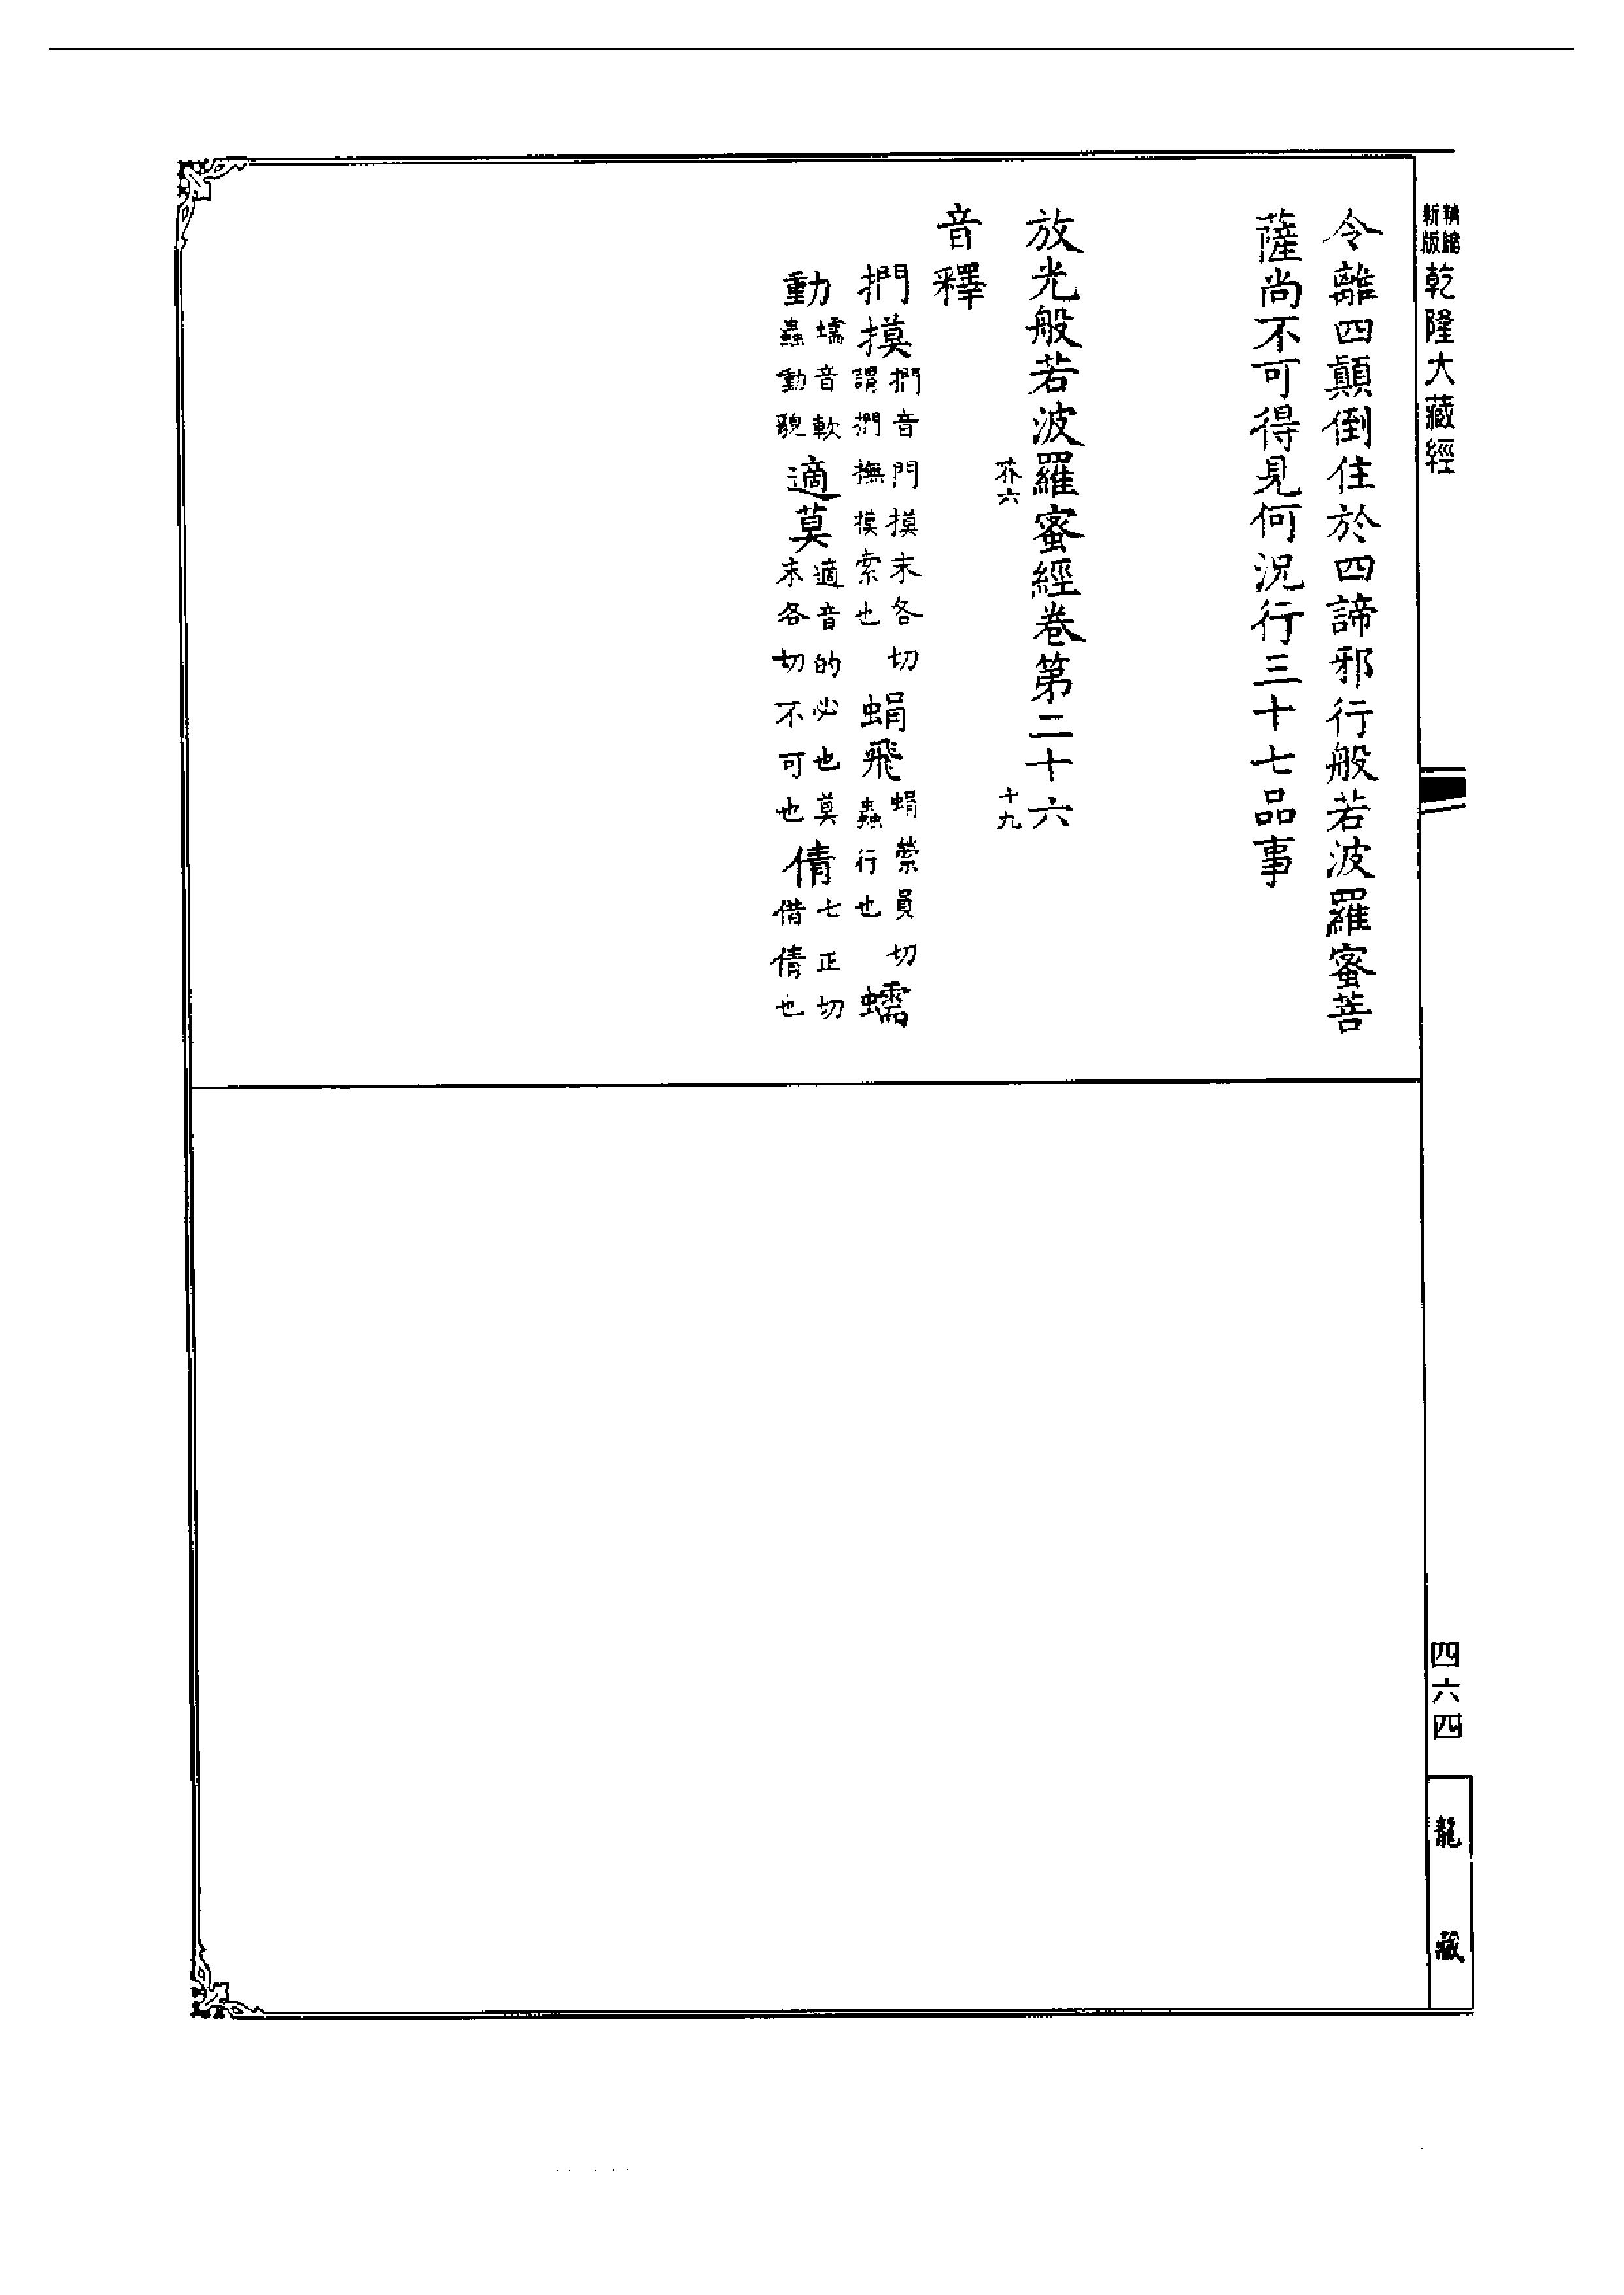 新版 乾隆大藏經
令離四顛倒住於四諦邪行般若波羅蜜菩
薩尚不可得見何況行三十七品事
放光般若波羅蜜經卷第二十六
芥六 十九
音釋
捫摸 捫音門摸末各切謂捫撫摸索也 蜎飛 蜎縈員切蟲行也 蠕
動 蠕音軟蟲動貌 適莫 適音的必也莫末各切不可也 倩 七正切借倩也
四六四
龍藏